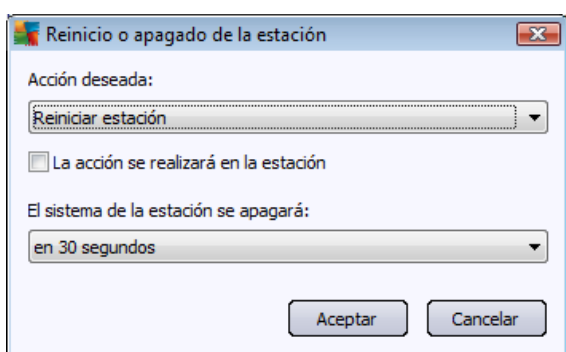 Reinicio o apagado de la estación
Acción deseada:
Reiniciar estación
La acción se realizará en la estación
El sistema de la estación se apagará:
en 30 segundos
Aceptar
Cancelar